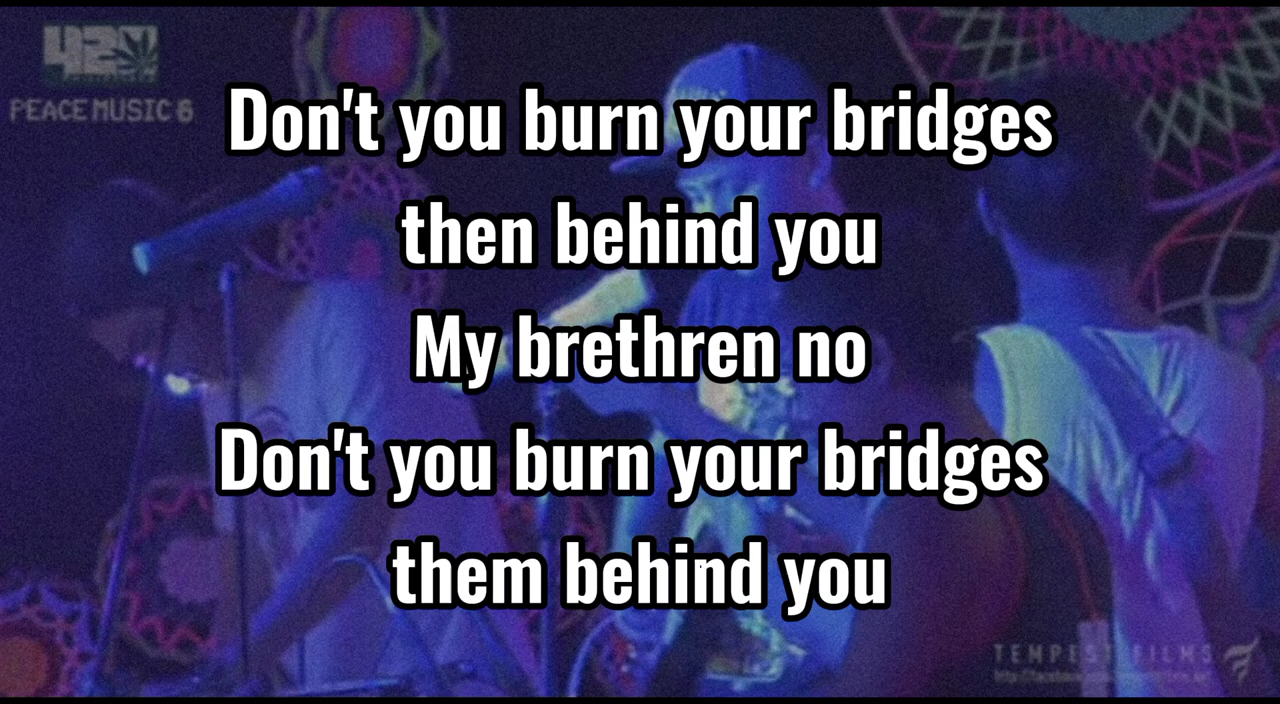 420
PEACE MUSIC 6
Don't you burn your bridges
then behind you
My brethren no
Don't you burn your bridges
them behind you
TEMPEST FILMS